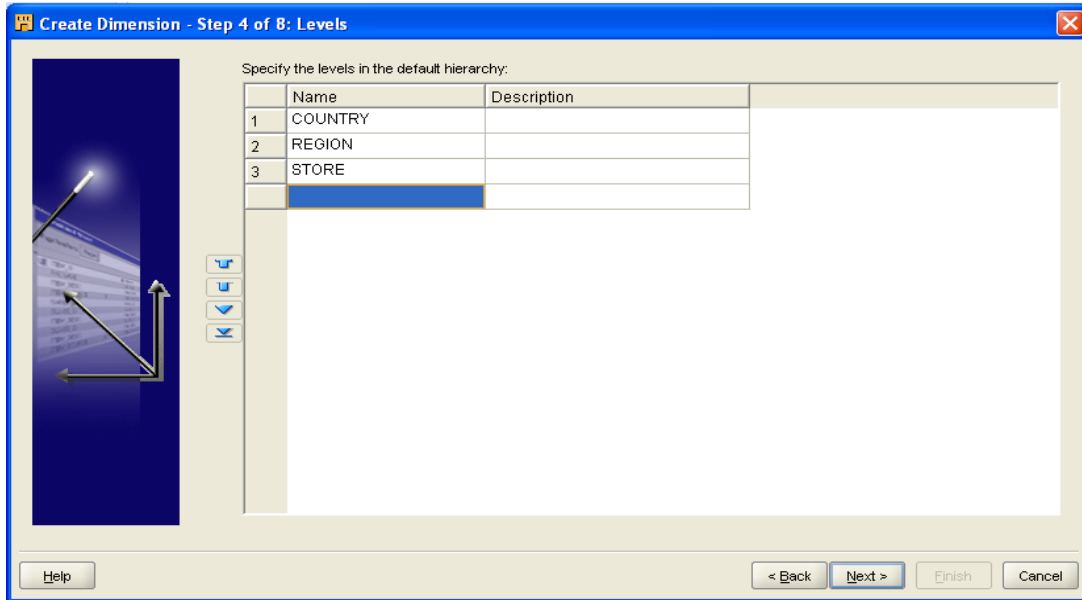 Create Dimension - Step 4 of 8: Levels
Specify the levels in the default hierarchy:
Name Description
1 COUNTRY
2 REGION
3 STORE
Help < Back Next > Finish Cancel